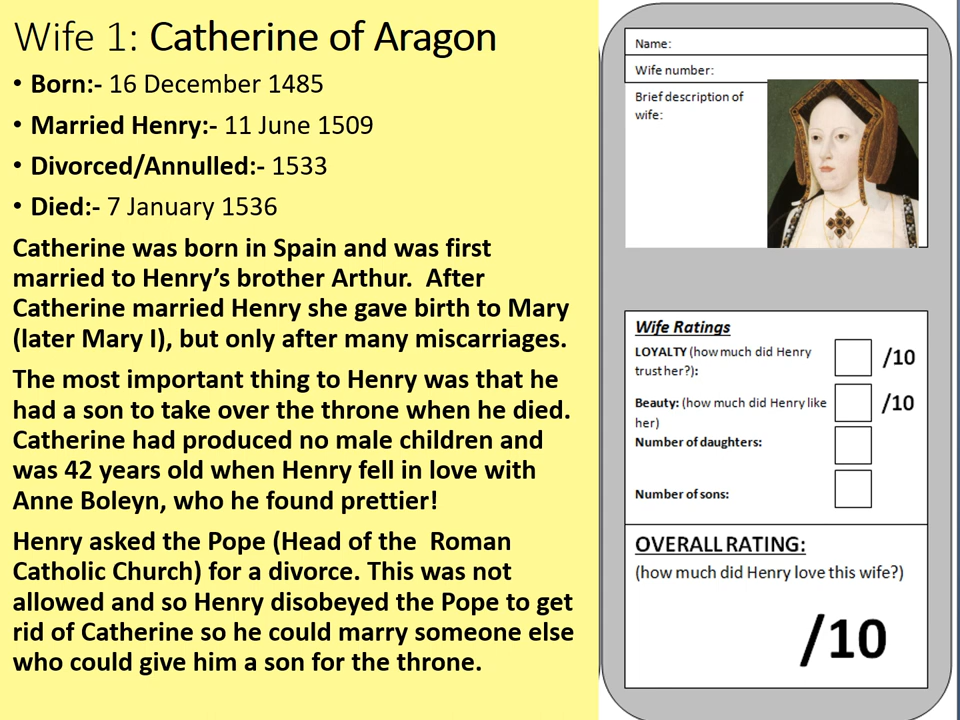 Wife 1: Catherine of Aragon
• Born:- 16 December 1485
• Married Henry:- 11 June 1509
• Divorced/Annulled:- 1533
• Died:- 7 January 1536
Catherine was born in Spain and was first
married to Henry’s brother Arthur.  After
Catherine married Henry she gave birth to Mary
(later Mary I), but only after many miscarriages.
The most important thing to Henry was that he
had a son to take over the throne when he died.
Catherine had produced no male children and
was 42 years old when Henry fell in love with
Anne Boleyn, who he found prettier!
Henry asked the Pope (Head of the  Roman
Catholic Church) for a divorce. This was not
allowed and so Henry disobeyed the Pope to get
rid of Catherine so he could marry someone else
who could give him a son for the throne.
Name:
Wife number:
Brief description of
wife:
Wife Ratings
LOYALTY (how much did Henry
trust her?):
/10
Beauty: (how much did Henry like
her)
/10
Number of daughters:
Number of sons:
OVERALL RATING:
(how much did Henry love this wife?)
/10